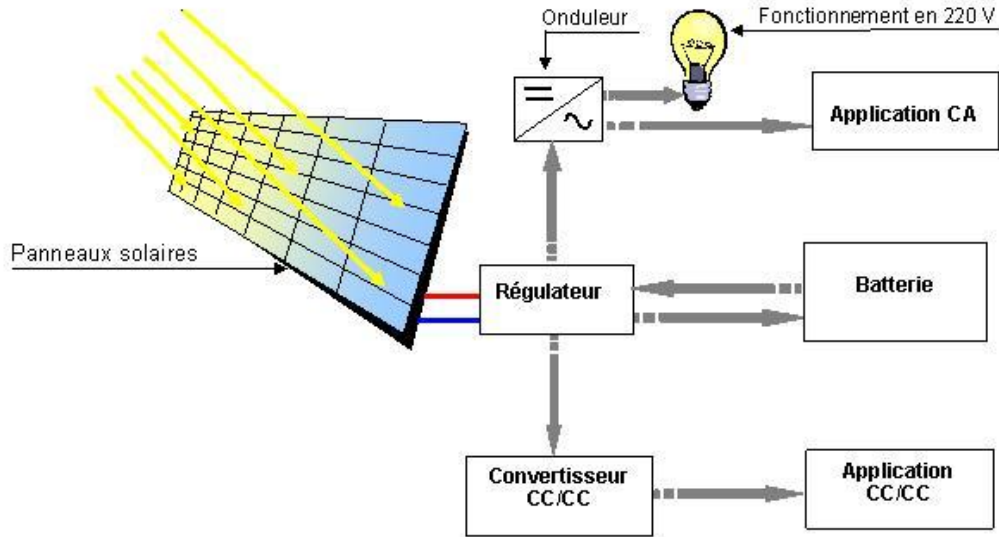 Onduleur
Fonctionnement en 220 V
Application CA
Panneaux solaires
Régulateur
Batterie
Convertisseur
CC/CC
Application
CC/CC